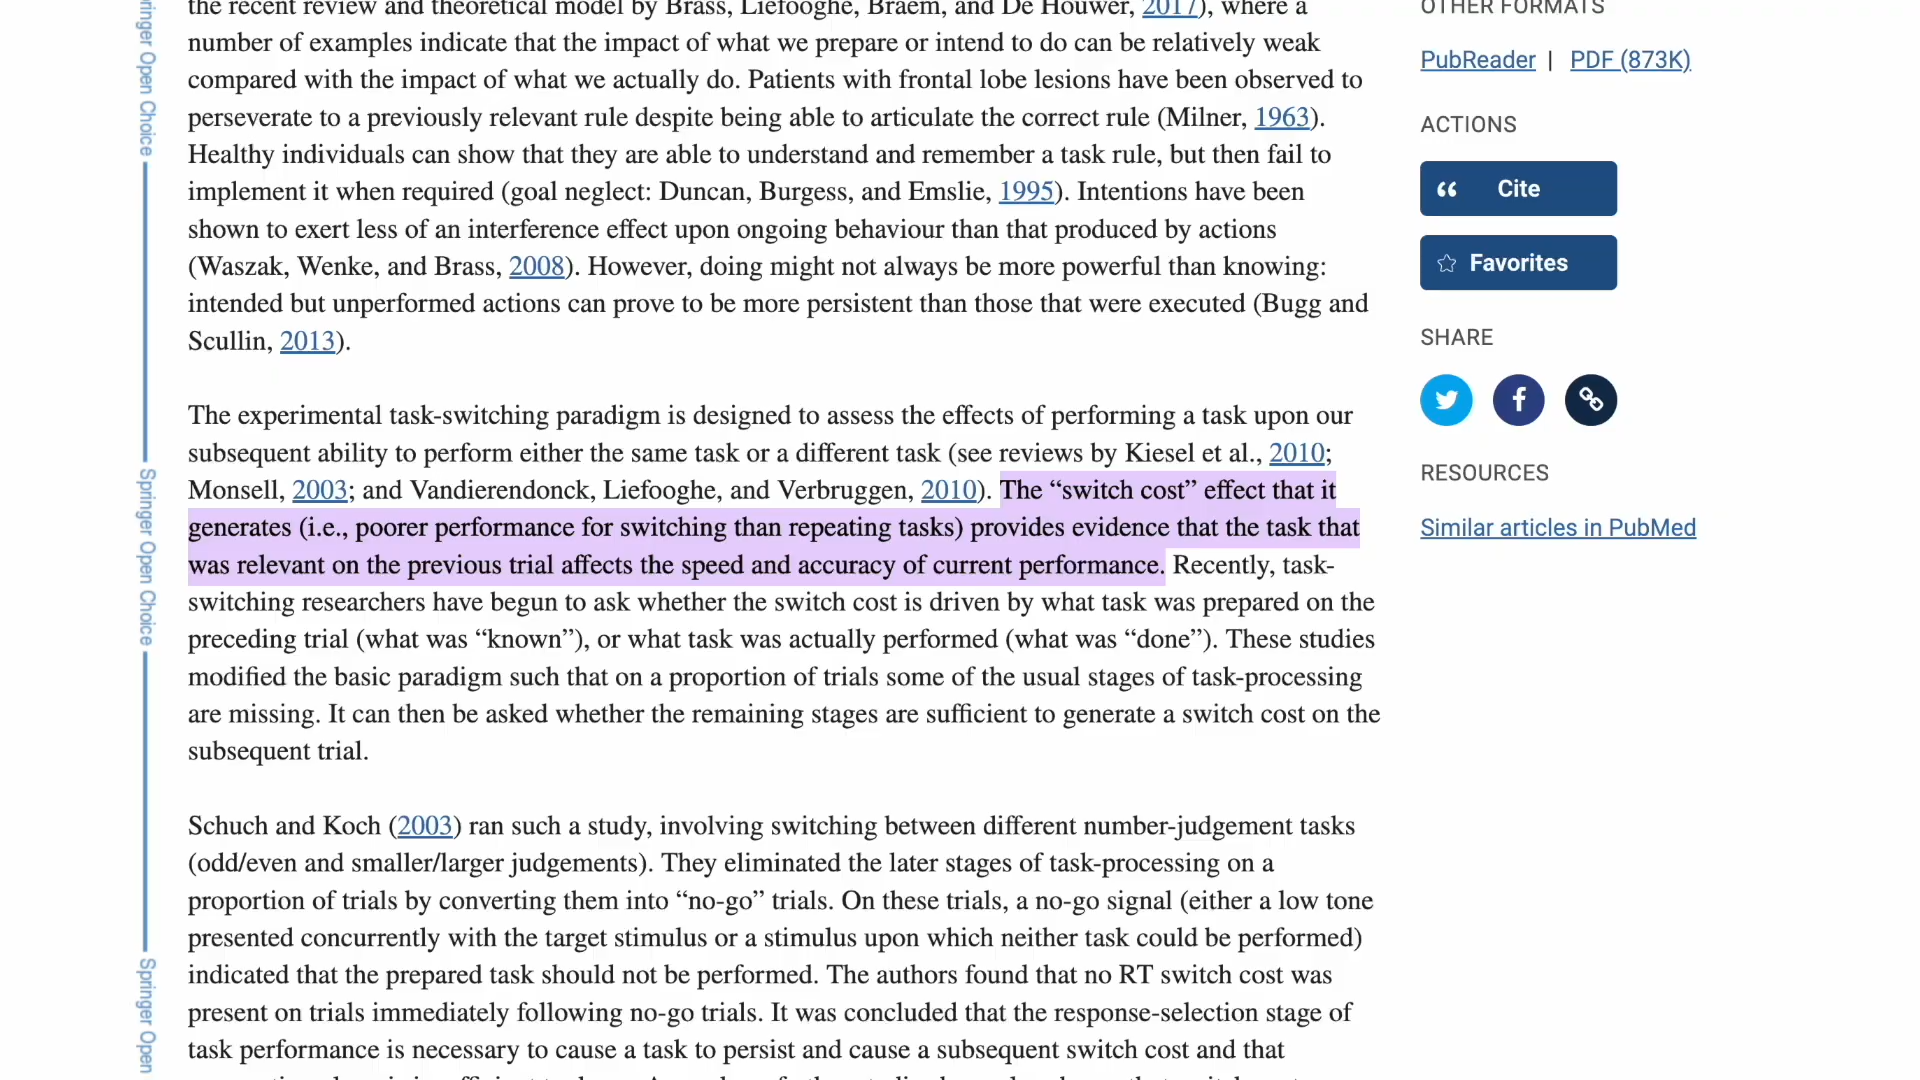 the recent review and theoretical model by Brass, Liefooghe, Braem, and De Houwer, 2017), where a
number of examples indicate that the impact of what we prepare or intend to do can be relatively weak
compared with the impact of what we actually do. Patients with frontal lobe lesions have been observed to
perseverate to a previously relevant rule despite being able to articulate the correct rule (Milner, 1963).
Healthy individuals can show that they are able to understand and remember a task rule, but then fail to
implement it when required (goal neglect: Duncan, Burgess, and Emslie, 1995). Intentions have been
shown to exert less of an interference effect upon ongoing behaviour than that produced by actions
(Waszak, Wenke, and Brass, 2008). However, doing might not always be more powerful than knowing:
intended but unperformed actions can prove to be more persistent than those that were executed (Bugg and
Scullin, 2013).
The experimental task-switching paradigm is designed to assess the effects of performing a task upon our
subsequent ability to perform either the same task or a different task (see reviews by Kiesel et al., 2010;
Monsell, 2003; and Vandierendonck, Liefooghe, and Verbruggen, 2010). The “switch cost” effect that it
generates (i.e., poorer performance for switching than repeating tasks) provides evidence that the task that
was relevant on the previous trial affects the speed and accuracy of current performance. Recently, task-
switching researchers have begun to ask whether the switch cost is driven by what task was prepared on the
preceding trial (what was “known”), or what task was actually performed (what was “done”). These studies
modified the basic paradigm such that on a proportion of trials some of the usual stages of task-processing
are missing. It can then be asked whether the remaining stages are sufficient to generate a switch cost on the
subsequent trial.
Schuch and Koch (2003) ran such a study, involving switching between different number-judgement tasks
(odd/even and smaller/larger judgements). They eliminated the later stages of task-processing on a
proportion of trials by converting them into “no-go” trials. On these trials, a no-go signal (either a low tone
presented concurrently with the target stimulus or a stimulus upon which neither task could be performed)
indicated that the prepared task should not be performed. The authors found that no RT switch cost was
present on trials immediately following no-go trials. It was concluded that the response-selection stage of
task performance is necessary to cause a task to persist and cause a subsequent switch cost and that
OTHER FORMATS
PubReader | PDF (873K)
ACTIONS
Cite
Favorites
SHARE
RESOURCES
Similar articles in PubMed
Open Choice
Springer Open Choice
Springer Open